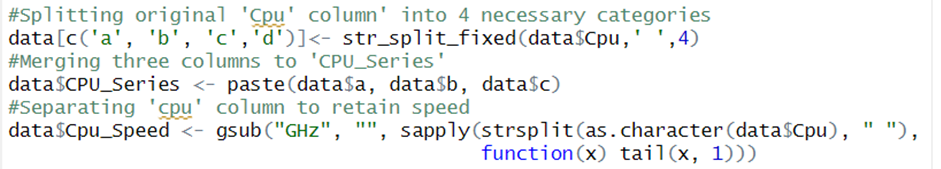 #Splitting original 'Cpu' column' into 4 necessary categories
data[c('a', 'b', 'c','d')]<- str_split_fixed(data$Cpu,' ',4)
#Merging three columns to 'CPU_Series'
data$CPU_Series <- paste(data$a, data$b, data$c)
#Separating 'cpu' column to retain speed
data$Cpu_Speed <- gsub("GHz", "", sapply(strsplit(as.character(data$Cpu), " "),
function(x) tail(x, 1)))